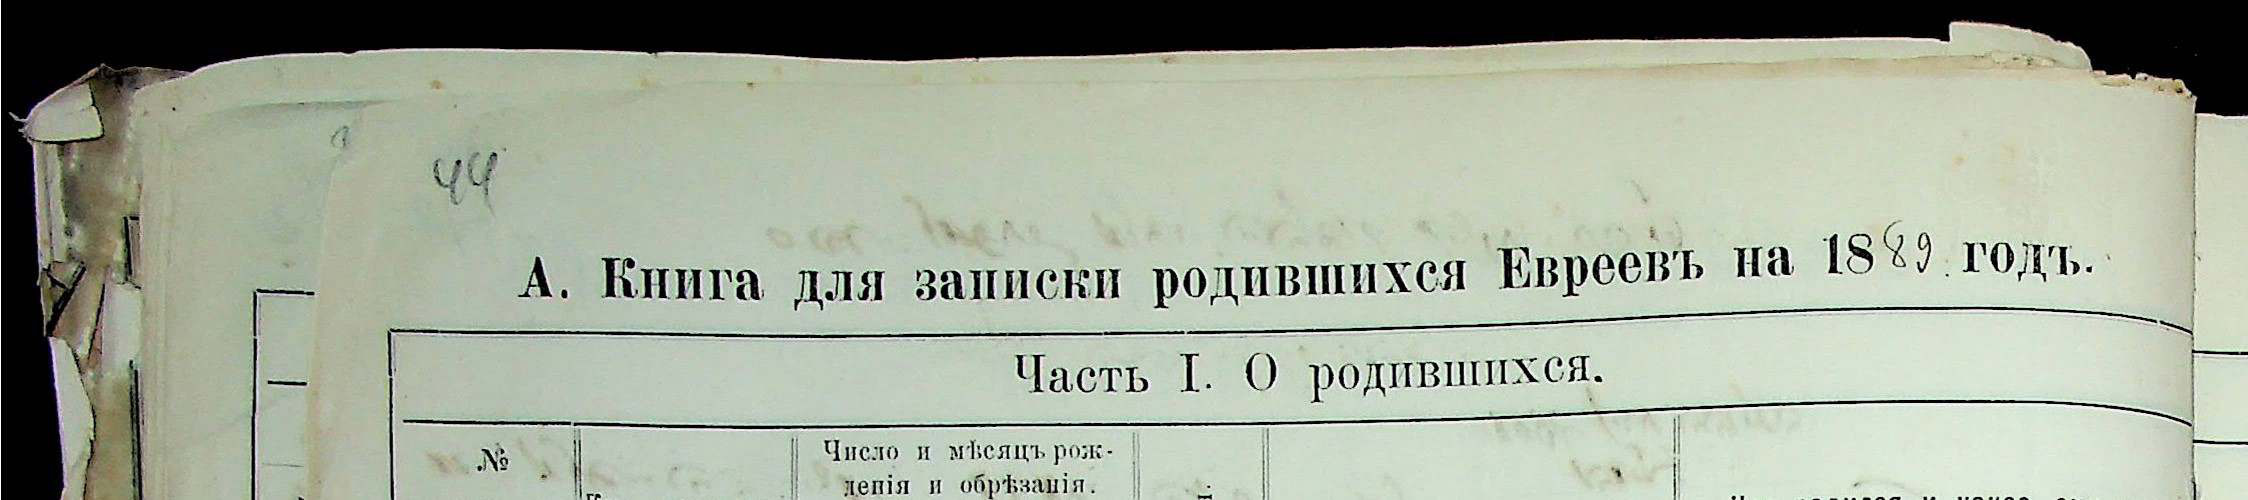 44
А. Книга для записки родившихся Евреевъ на 1889 годъ.
Часть I. О родившихся.
№
Число и мѣсяцъ рож-
денія и обрѣзанія.